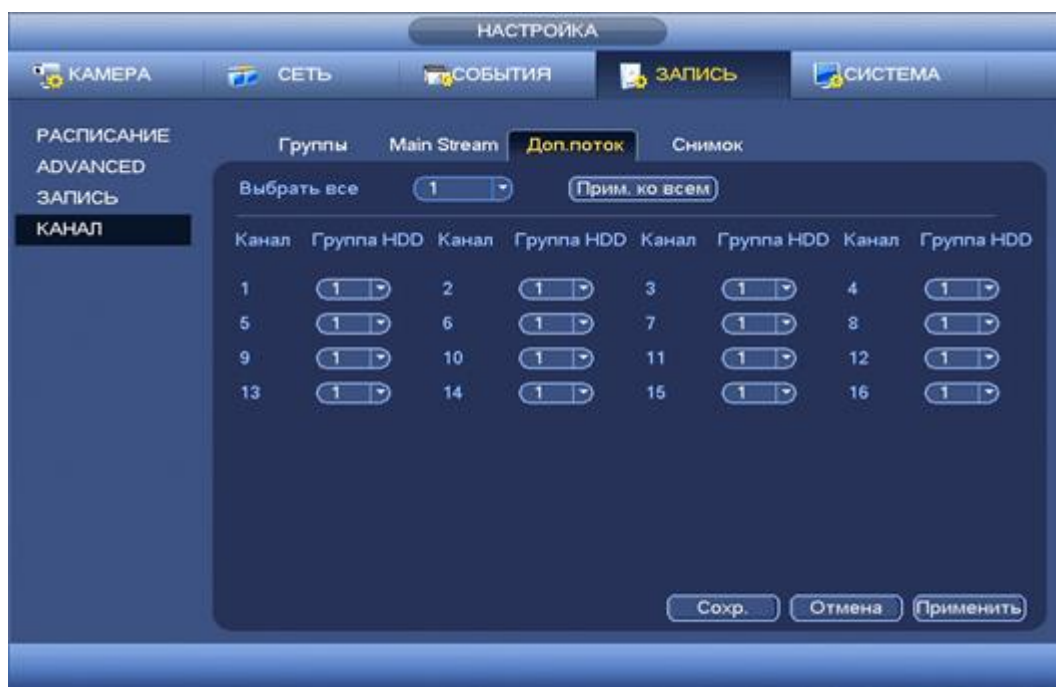 НАСТРОЙКА
КАМЕРА СЕТЬ СОБЫТИЯ ЗАПИСЬ СИСТЕМА
РАСПИСАНИЕ
ADVANCED
ЗАПИСЬ
КАНАЛ
Группы Main Stream Доп.поток Снимок
Выбрать все 1 Прим. ко всем
Канал Группа HDD Канал Группа HDD Канал Группа HDD Канал Группа HDD
1 1 2 1 3 1 4 1
5 1 6 1 7 1 8 1
9 1 10 1 11 1 12 1
13 1 14 1 15 1 16 1
Сохр. Отмена Применить